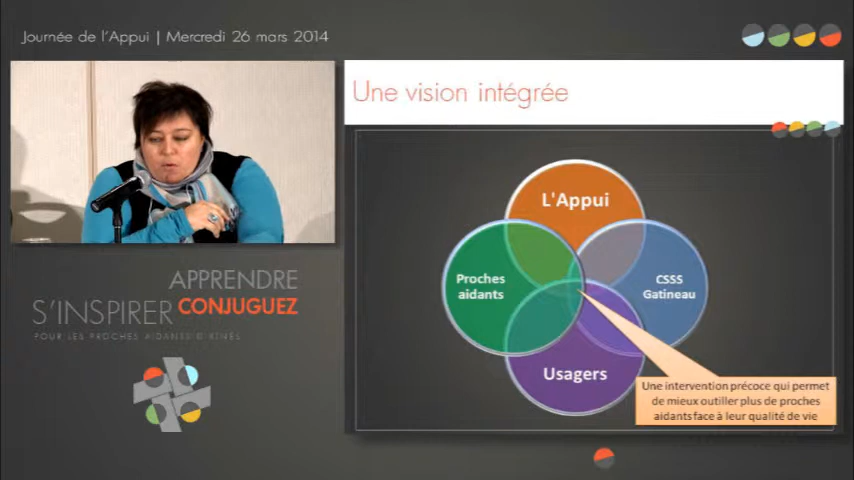 Journée de l'Appui | Mercredi 26 mars 2014
Une vision intégrée
L'Appui
Proches
aidants
CSSS
Gatineau
Usagers
Une intervention précoce qui permet
de mieux outiller plus de proches
aidants face à leur qualité de vie
APPRENDRE
S'INSPIRER CONJUGUEZ
POUR LES PROCHES AIDANTS D'AÎNÉS